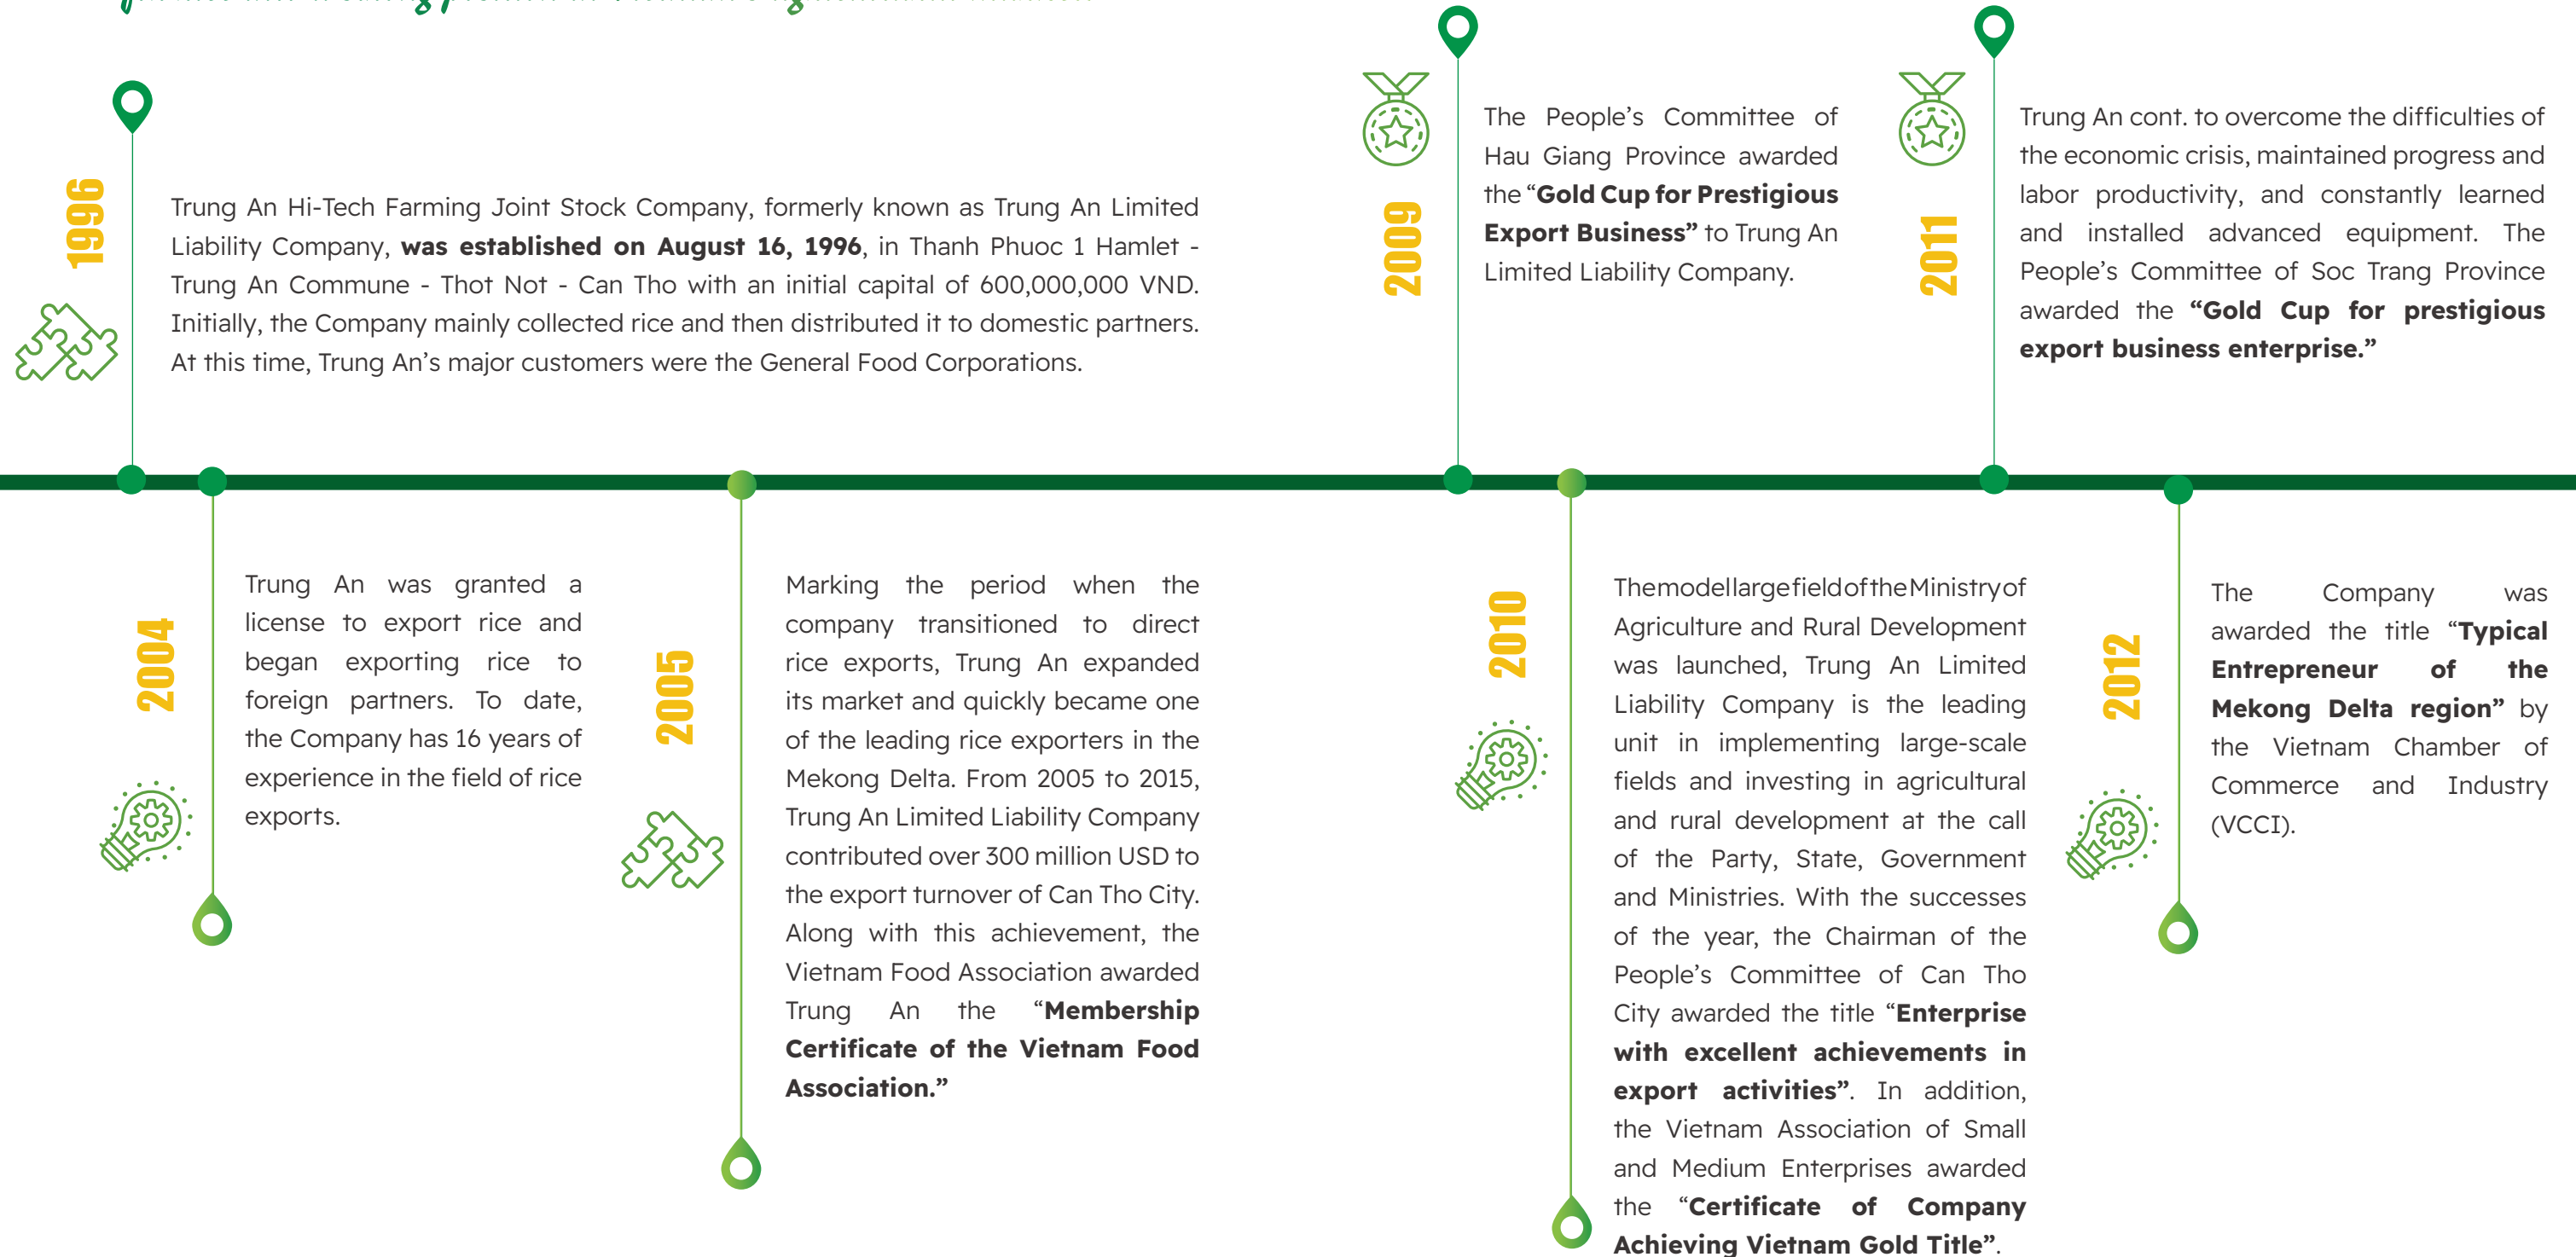 1996
Trung An Hi-Tech Farming Joint Stock Company, formerly known as Trung An Limited
Liability Company, was established on August 16, 1996, in Thanh Phuoc 1 Hamlet -
Trung An Commune - Thot Not - Can Tho with an initial capital of 600,000,000 VND.
Initially, the Company mainly collected rice and then distributed it to domestic partners.
At this time, Trung An’s major customers were the General Food Corporations.
2004
Trung An was granted a
license to export rice and
began exporting rice to
foreign partners. To date,
the Company has 16 years of
experience in the field of rice
exports.
2005
Marking the period when the
company transitioned to direct
rice exports, Trung An expanded
its market and quickly became one
of the leading rice exporters in the
Mekong Delta. From 2005 to 2015,
Trung An Limited Liability Company
contributed over 300 million USD to
the export turnover of Can Tho City.
Along with this achievement, the
Vietnam Food Association awarded
Trung An the “Membership
Certificate of the Vietnam Food
Association.”
2009
The People’s Committee of
Hau Giang Province awarded
the “Gold Cup for Prestigious
Export Business” to Trung An
Limited Liability Company.
2010
Themodellargefieldofthe Ministryof
Agriculture and Rural Development
was launched, Trung An Limited
Liability Company is the leading
unit in implementing large-scale
fields and investing in agricultural
and rural development at the call
of the Party, State, Government
and Ministries. With the successes
of the year, the Chairman of the
People’s Committee of Can Tho
City awarded the title “Enterprise
with excellent achievements in
export activities”. In addition,
the Vietnam Association of Small
and Medium Enterprises awarded
the “Certificate of Company
Achieving Vietnam Gold Title”.
2011
Trung An cont. to overcome the difficulties of
the economic crisis, maintained progress and
labor productivity, and constantly learned
and installed advanced equipment. The
People’s Committee of Soc Trang Province
awarded the “Gold Cup for prestigious
export business enterprise.”
2012
The Company was
awarded the title “Typical
Entrepreneur of the
Mekong Delta region” by
the Vietnam Chamber of
Commerce and Industry
(VCCI).